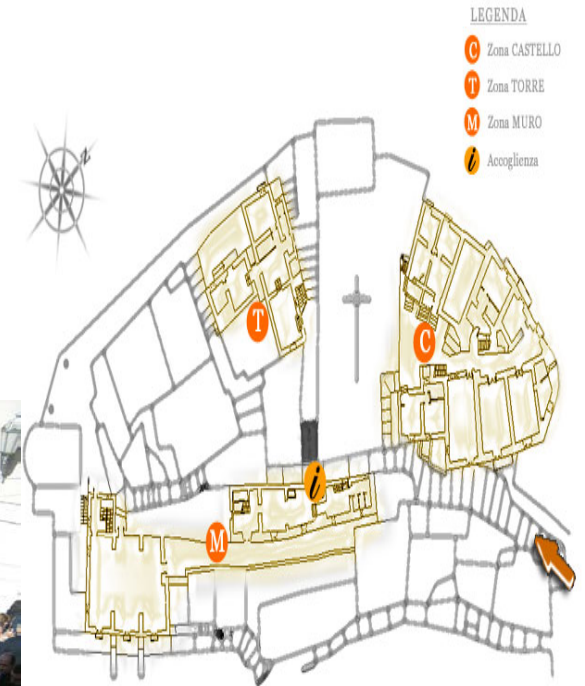 LEGENDA
C Zona CASTELLO
T Zona TORRE
M Zona MURO
i Accoglienza
N
T
C
i
M